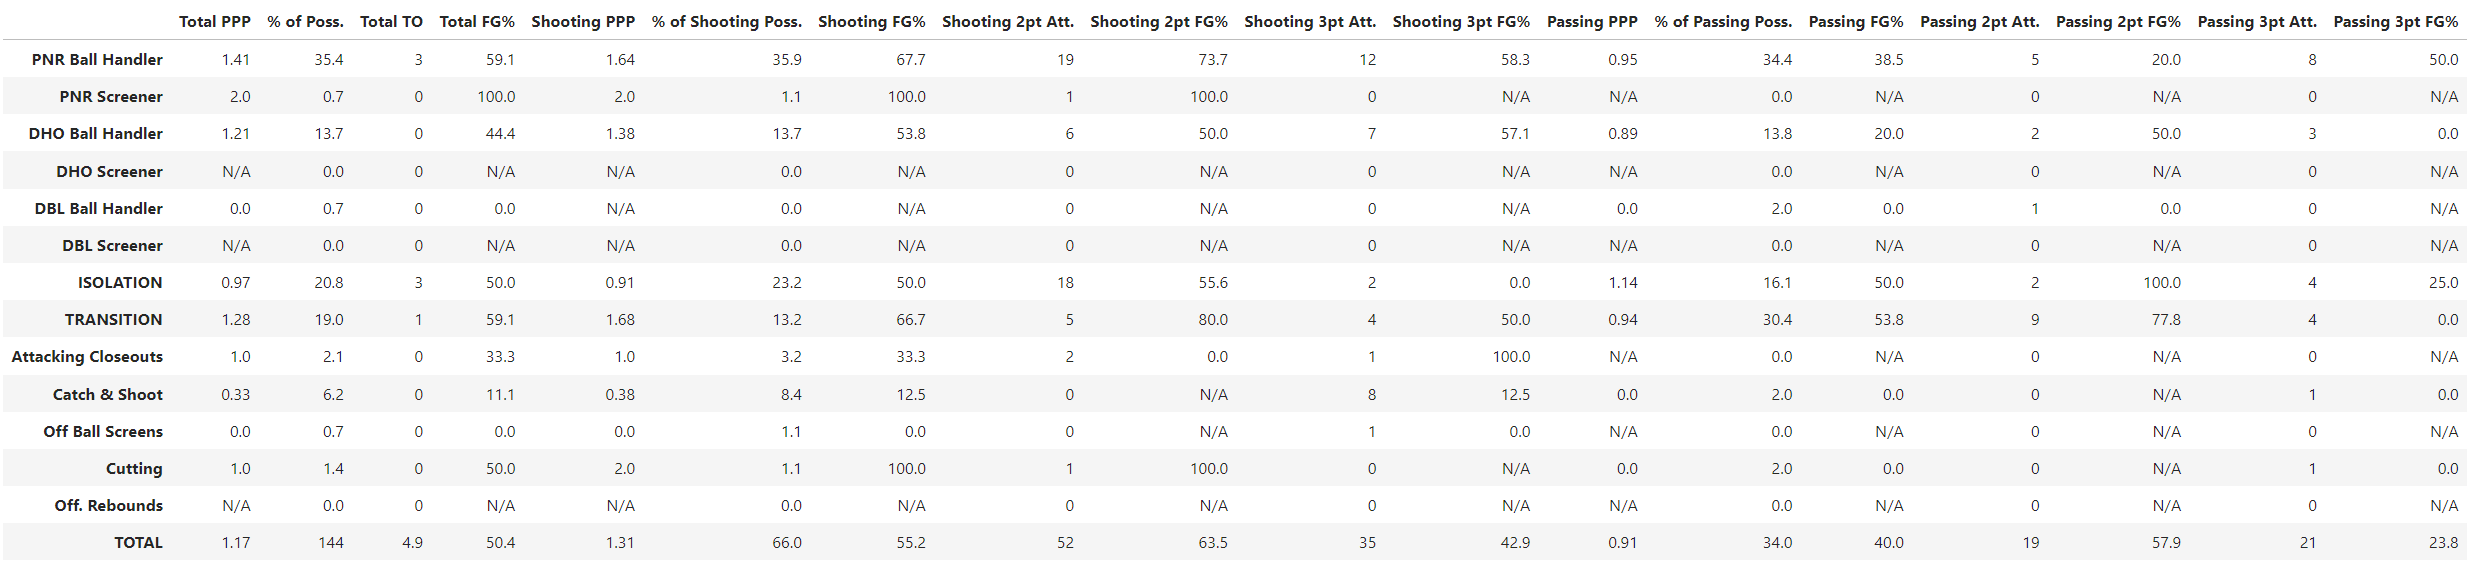 Total PPP % of Poss. Total TO Total FG% Shooting PPP % of Shooting Poss. Shooting FG% Shooting 2pt Att. Shooting 2pt FG% Shooting 3pt Att. Shooting 3pt FG% Passing PPP % of Passing Poss. Passing FG% Passing 2pt Att. Passing 2pt FG% Passing 3pt Att. Passing 3pt FG%
PNR Ball Handler 1.41 35.4 3 59.1 1.64 35.9 67.7 19 73.7 12 58.3 0.95 34.4 38.5 5 20.0 8 50.0
PNR Screener 2.0 0.7 0 100.0 2.0 1.1 100.0 1 100.0 0 N/A N/A 0.0 N/A 0 N/A 0 N/A
DHO Ball Handler 1.21 13.7 0 44.4 1.38 13.7 53.8 6 50.0 7 57.1 0.89 13.8 20.0 2 50.0 3 0.0
DHO Screener N/A 0.0 0 N/A N/A 0.0 N/A 0 N/A 0 N/A N/A 0.0 N/A 0 N/A 0 N/A
DBL Ball Handler 0.0 0.7 0 0.0 N/A 0.0 N/A 0 N/A 0 N/A 0.0 2.0 0.0 1 0.0 0 N/A
DBL Screener N/A 0.0 0 N/A N/A 0.0 N/A 0 N/A 0 N/A N/A 0.0 N/A 0 N/A 0 N/A
ISOLATION 0.97 20.8 3 50.0 0.91 23.2 50.0 18 55.6 2 0.0 1.14 16.1 50.0 2 100.0 4 25.0
TRANSITION 1.28 19.0 1 59.1 1.68 13.2 66.7 5 80.0 4 50.0 0.94 30.4 53.8 9 77.8 4 0.0
Attacking Closeouts 1.0 2.1 0 33.3 1.0 3.2 33.3 2 0.0 1 100.0 N/A 0.0 N/A 0 N/A 0 N/A
Catch & Shoot 0.33 6.2 0 11.1 0.38 8.4 12.5 0 N/A 8 12.5 0.0 2.0 0.0 0 N/A 1 0.0
Off Ball Screens 0.0 0.7 0 0.0 0.0 1.1 0.0 0 N/A 1 0.0 N/A 0.0 N/A 0 N/A 0 N/A
Cutting 1.0 1.4 0 50.0 2.0 1.1 100.0 1 100.0 0 N/A 0.0 2.0 0.0 0 N/A 1 0.0
Off. Rebounds N/A 0.0 0 N/A N/A 0.0 N/A 0 N/A 0 N/A N/A 0.0 N/A 0 N/A 0 N/A
TOTAL 1.17 144 4.9 50.4 1.31 66.0 55.2 52 63.5 35 42.9 0.91 34.0 40.0 19 57.9 21 23.8